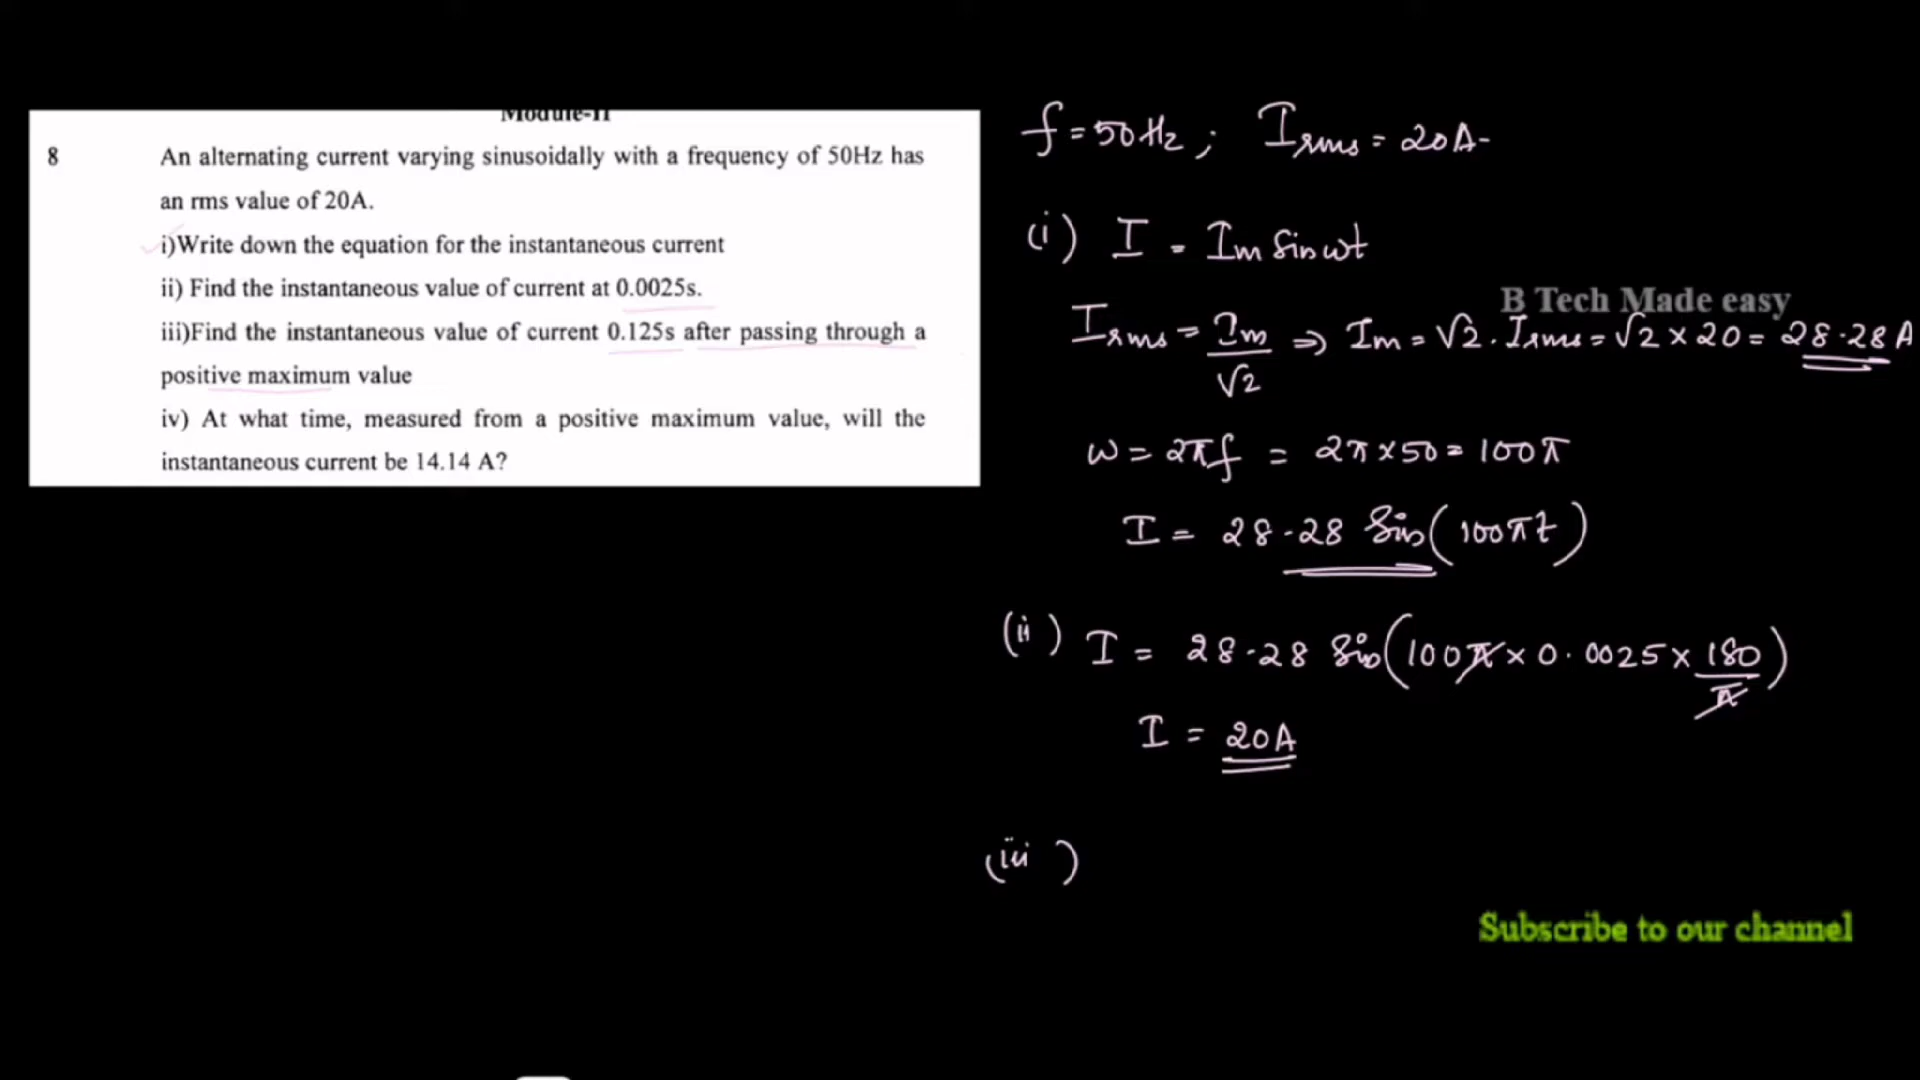 8 An alternating current varying sinusoidally with a frequency of 50Hz has
an rms value of 20A.
i)Write down the equation for the instantaneous current
ii) Find the instantaneous value of current at 0.0025s.
iii)Find the instantaneous value of current 0.125s after passing through a
positive maximum value
iv) At what time, measured from a positive maximum value, will the
instantaneous current be 14.14 A?
f = 50Hz ; Irms = 20A-
(i) I = Im Sin ωt
B Tech Made easy
Irms = Im/√2 ⇒ Im = √2 . Irms = √2 × 20 = 28.28 A
ω = 2πf = 2π × 50 = 100π
I = 28.28 Sin (100πt)
(ii) I = 28.28 Sin (100π × 0.0025 × 180/π)
I = 20A
(iii)
Subscribe to our channel